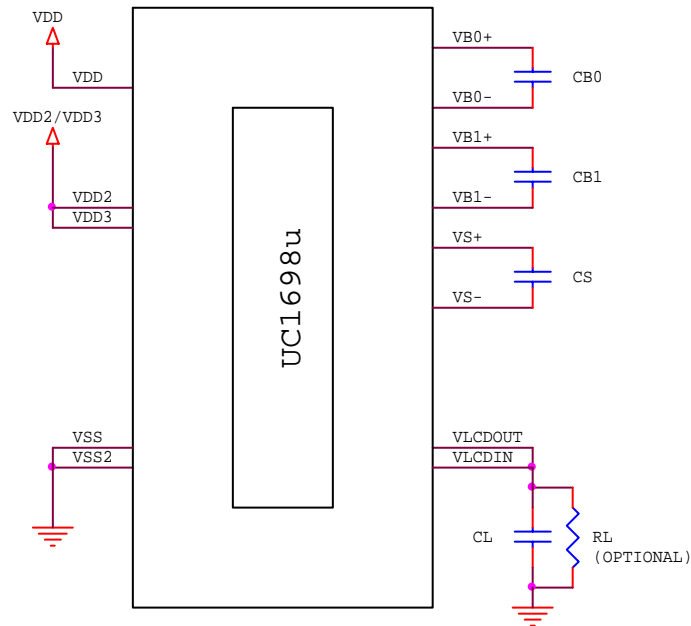 VDD
VDD
VDD2/VDD3
VDD2
VDD3
VSS
VSS2
UC1698u
VB0+
CB0
VB0-
VB1+
CB1
VB1-
VS+
CS
VS-
VLCDOUT
VLCDIN
CL
RL
(OPTIONAL)